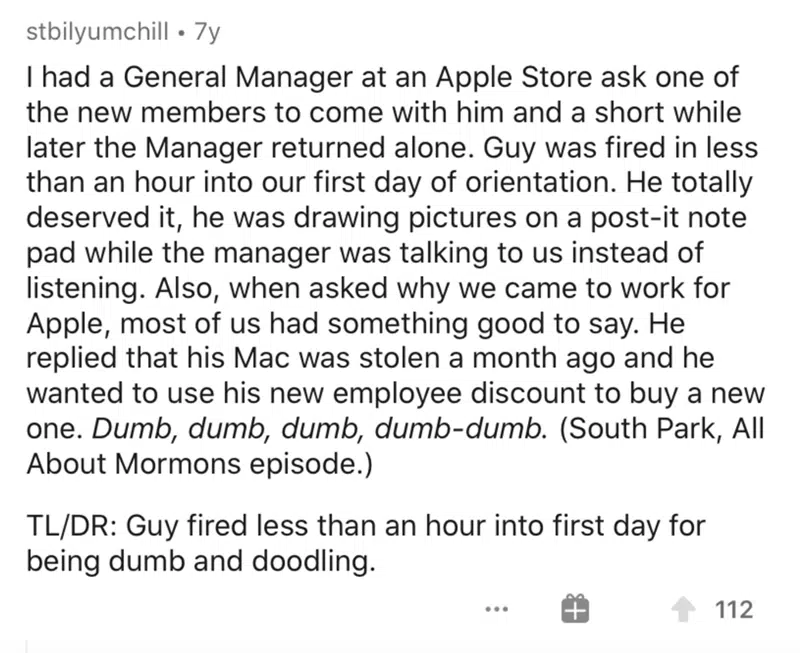 stbilyumchill • 7y
I had a General Manager at an Apple Store ask one of
the new members to come with him and a short while
later the Manager returned alone. Guy was fired in less
than an hour into our first day of orientation. He totally
deserved it, he was drawing pictures on a post-it note
pad while the manager was talking to us instead of
listening. Also, when asked why we came to work for
Apple, most of us had something good to say. He
replied that his Mac was stolen a month ago and he
wanted to use his new employee discount to buy a new
one. Dumb, dumb, dumb, dumb-dumb. (South Park, All
About Mormons episode.)
TL/DR: Guy fired less than an hour into first day for
being dumb and doodling.
... 112